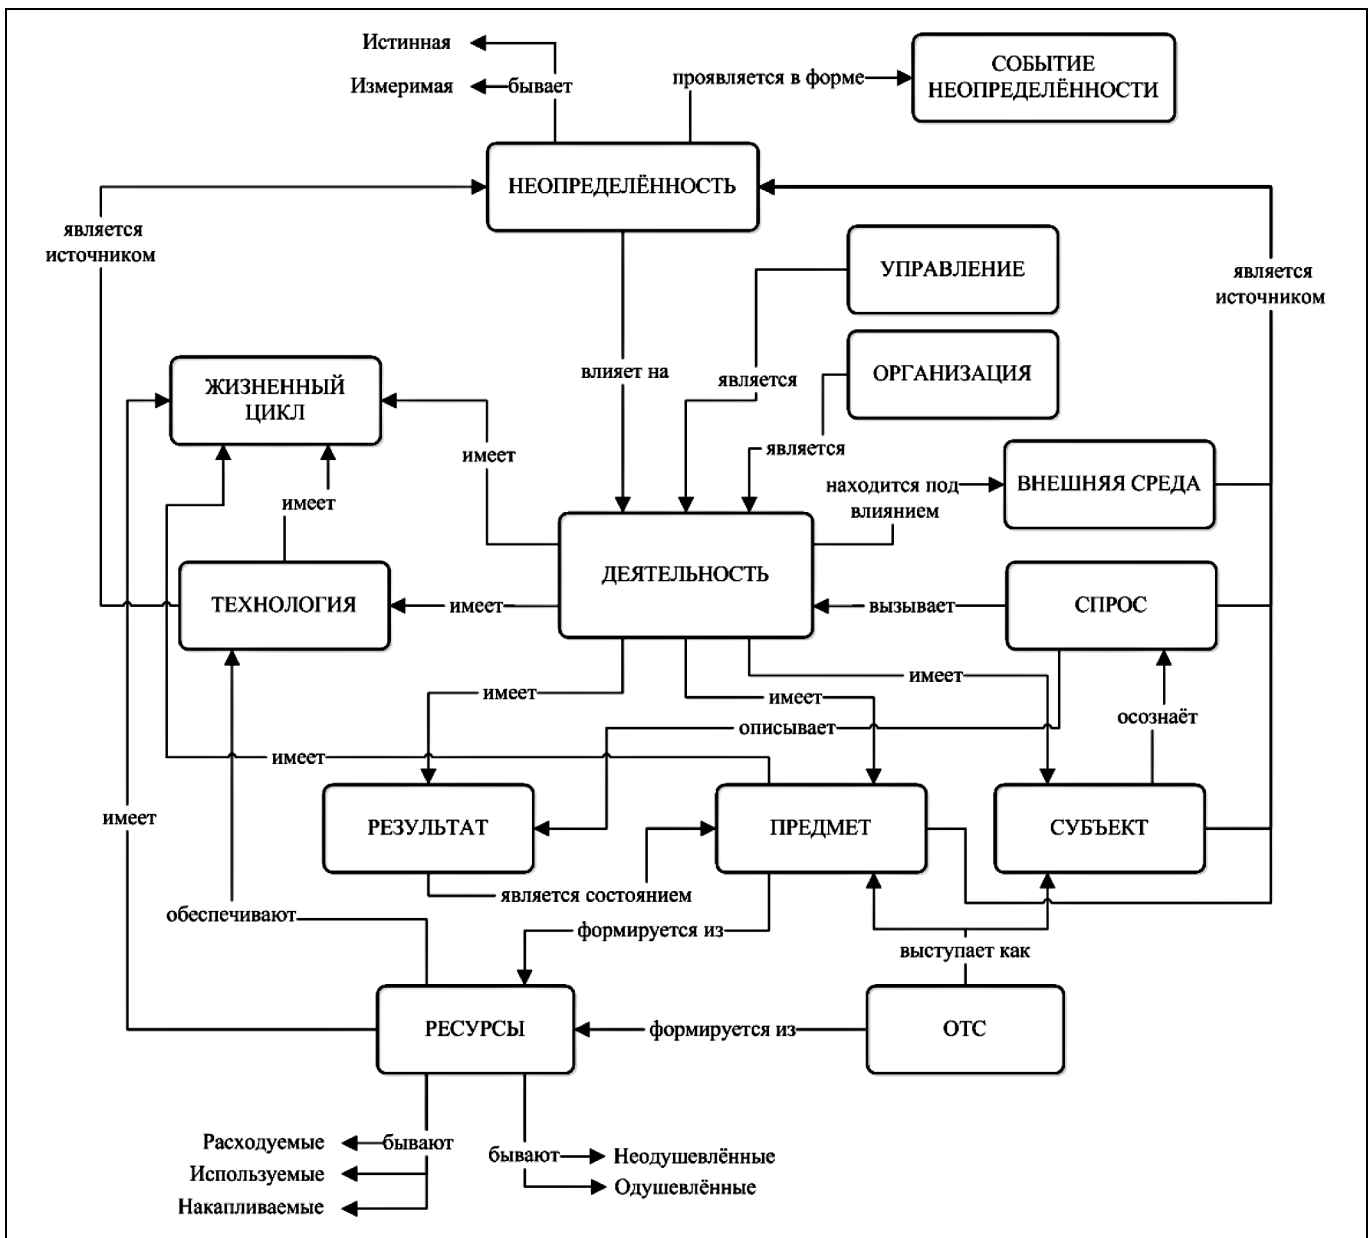 Истинная
Измеримая
бывает
проявляется в форме
СОБЫТИЕ
НЕОПРЕДЕЛЁННОСТИ
НЕОПРЕДЕЛЁННОСТЬ
является
источником
УПРАВЛЕНИЕ
является
источником
ОРГАНИЗАЦИЯ
влияет на
является
ЖИЗНЕННЫЙ
ЦИКЛ
имеет
является
находится под
влиянием
ВНЕШНЯЯ СРЕДА
имеет
ДЕЯТЕЛЬНОСТЬ
ТЕХНОЛОГИЯ
имеет
вызывает
СПРОС
имеет
имеет
имеет
описывает
осознаёт
имеет
имеет
РЕЗУЛЬТАТ
ПРЕДМЕТ
СУБЪЕКТ
является состоянием
обеспечивают
формируется из
выступает как
РЕСУРСЫ
формируется из
ОТС
Расходуемые
бывают
Используемые
Накапливаемые
бывают
Неодушевлённые
Одушевлённые